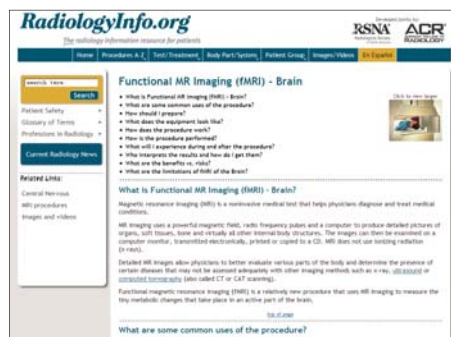 RadiologyInfo.org
The radiology information resource for patients
Developed jointly by
RSNA
ACR
RADIOLOGY
Home Procedures A-Z Test/Treatment Body Part/System Patient Group Images/Videos En Español
search here
Search
Patient Safety
Glossary of Terms
Professions in Radiology
Current Radiology News
Related Links:
Central Nervous
MRI procedures
Images and videos
Functional MR Imaging (fMRI) - Brain
Click to view larger
• What is Functional MR Imaging (fMRI) - Brain?
• What are some common uses of the procedure?
• How should I prepare?
• What does the equipment look like?
• How does the procedure work?
• How is the procedure performed?
• What will I experience during and after the procedure?
• Who interprets the results and how do I get them?
• What are the benefits vs. risks?
• What are the limitations of fMRI of the Brain?
What is Functional MR Imaging (fMRI) - Brain?
Magnetic resonance imaging (MRI) is a noninvasive medical test that helps physicians diagnose and treat medical
conditions.
MR imaging uses a powerful magnetic field, radio frequency pulses and a computer to produce detailed pictures of
organs, soft tissues, bone and virtually all other internal body structures. The images can then be examined on a
computer monitor, transmitted electronically, printed or copied to a CD. MRI does not use ionizing radiation
(x-rays).
Detailed MR images allow physicians to better evaluate various parts of the body and determine the presence of
certain diseases that may not be assessed adequately with other imaging methods such as x-ray, ultrasound or
computed tomography (also called CT or CAT scanning).
Functional magnetic resonance imaging (fMRI) is a relatively new procedure that uses MR imaging to measure the
tiny metabolic changes that take place in an active part of the brain.
top of page
What are some common uses of the procedure?